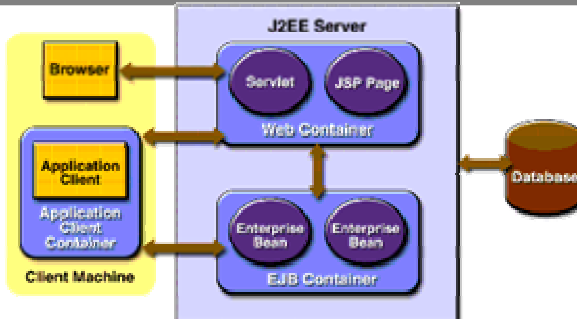 J2EE Server
Browser
Servlet
JSP Page
Web Container
Application
Client
Application
Client
Container
Client Machine
Enterprise
Bean
Enterprise
Bean
EJB Container
Database